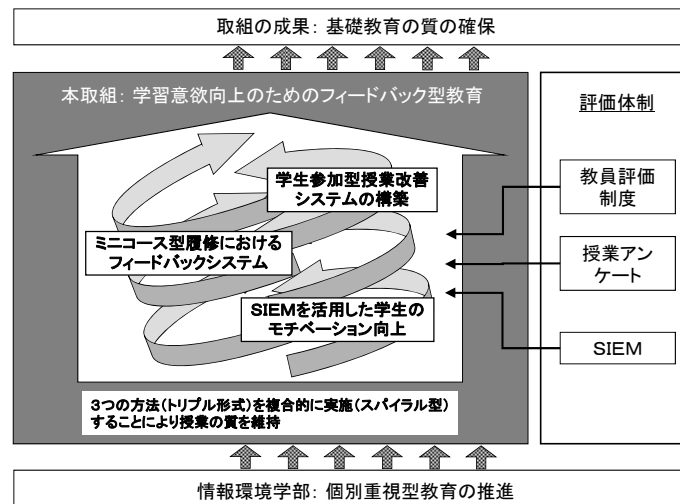 取組の成果: 基礎教育の質の確保
本取組: 学習意欲向上のためのフィードバック型教育
学生参加型授業改善
システムの構築
ミニコース型履修における
フィードバックシステム
SIEMを活用した学生の
モチベーション向上
3つの方法(トリプル形式)を複合的に実施(スパイラル型)
することにより授業の質を維持
評価体制
教員評価
制度
授業アン
ケート
SIEM
情報環境学部: 個別重視型教育の推進